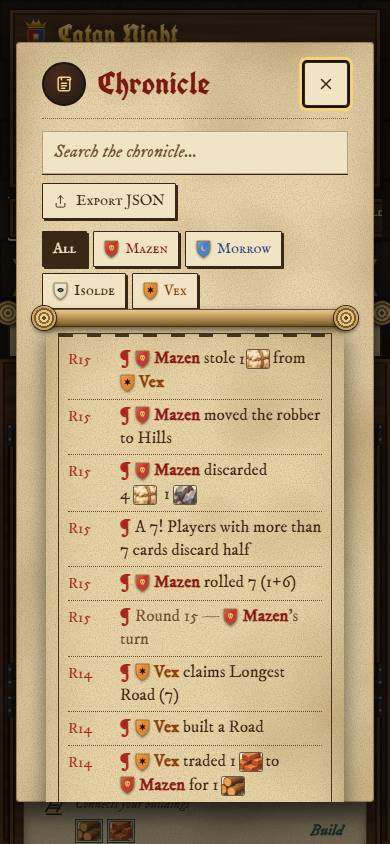 Catan Night
Chronicle
×
Search the chronicle...
Export JSON
All
Mazen
Morrow
Isolde
Vex
R15 ¶ Mazen stole 1 from
Vex
R15 ¶ Mazen moved the robber
to Hills
R15 ¶ Mazen discarded
4 1
R15 ¶ A 7! Players with more than
7 cards discard half
R15 ¶ Mazen rolled 7 (1+6)
R15 ¶ Round 15 — Mazen's
turn
R14 ¶ Vex claims Longest
Road (7)
R14 ¶ Vex built a Road
R14 ¶ Vex traded 1 to
Mazen for 1
Connects your buildings
Build